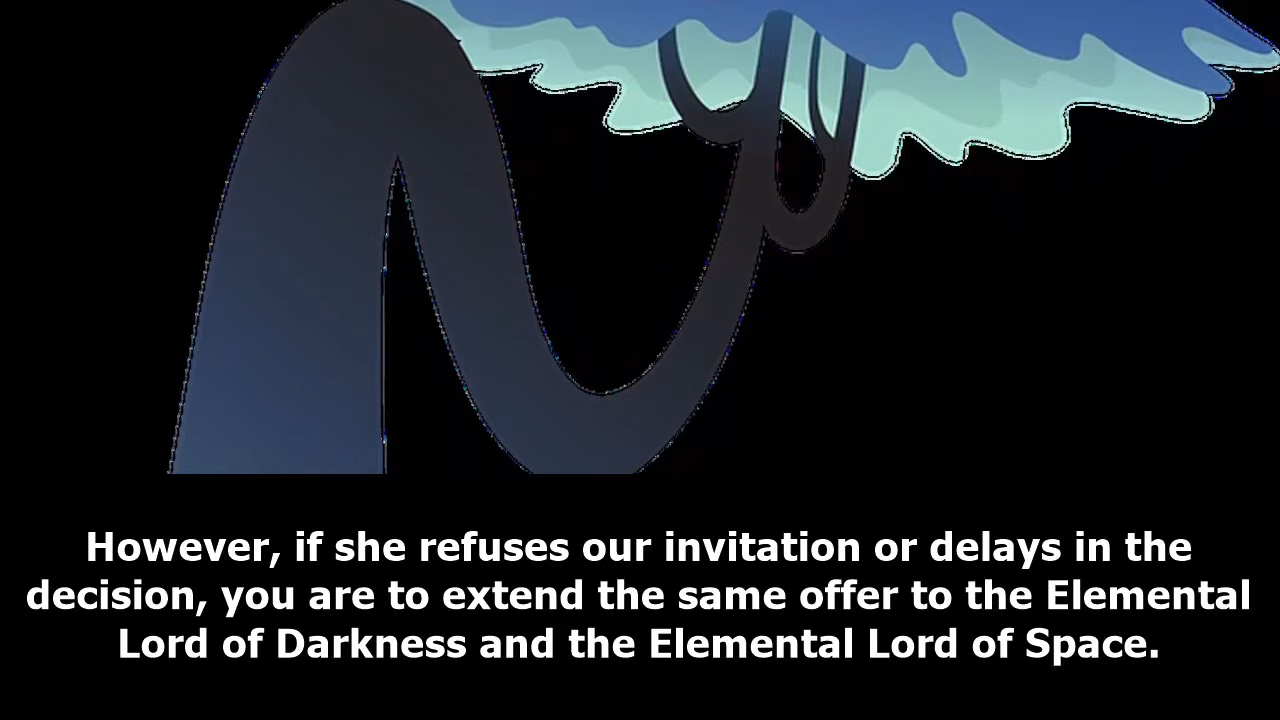 However, if she refuses our invitation or delays in the
decision, you are to extend the same offer to the Elemental
Lord of Darkness and the Elemental Lord of Space.